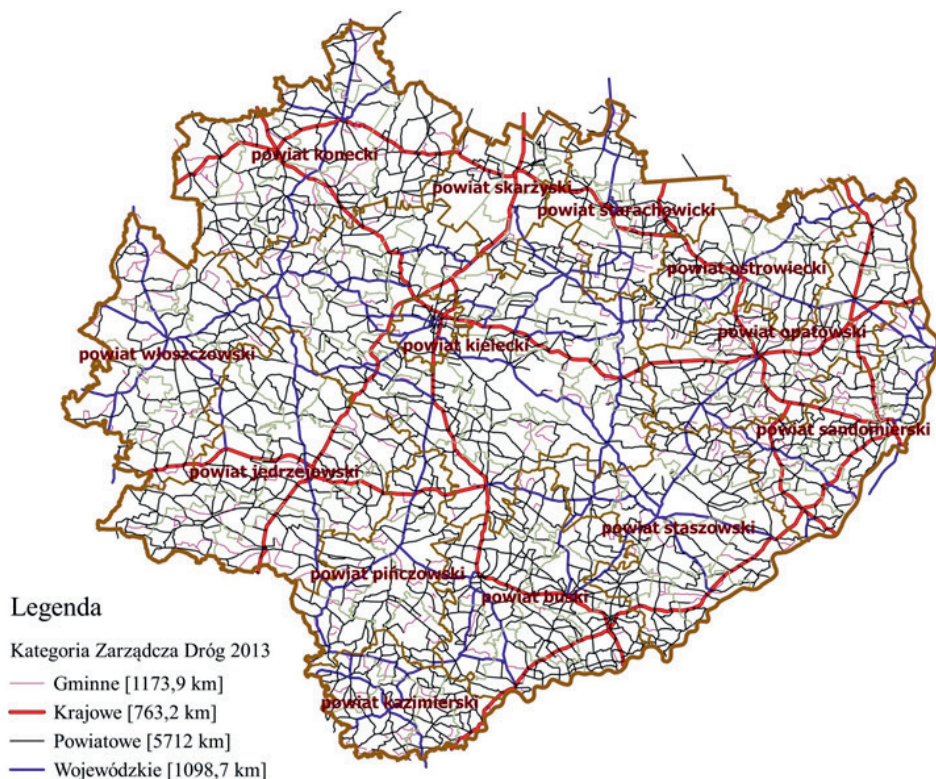 powiat konecki
powiat skarżyski
powiat starachowicki
powiat ostrowiecki
powiat opatowski
powiat kielecki
powiat włoszczowski
powiat sandomierski
powiat jędrzejowski
powiat staszowski
powiat pińczowski
powiat buski
powiat kazimierski
Legenda
Kategoria Zarządcza Dróg 2013
Gminne [1173,9 km]
Krajowe [763,2 km]
Powiatowe [5712 km]
Wojewódzkie [1098,7 km]